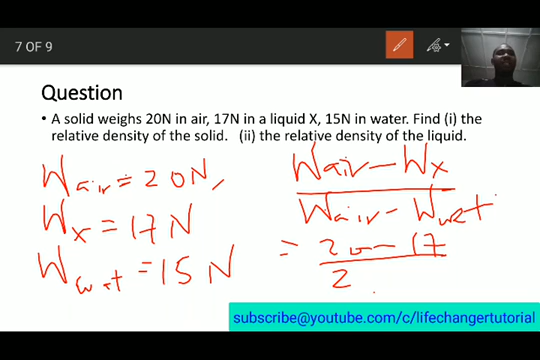 7 OF 9
Question
• A solid weighs 20N in air, 17N in a liquid X, 15N in water. Find (i) the
relative density of the solid. (ii) the relative density of the liquid.
Wair = 20N,
Wx = 17N
Wwat = 15N
Wair - Wx
Wair - Wwat
= 20 - 17
2
subscribe@youtube.com/c/lifechangertutorial